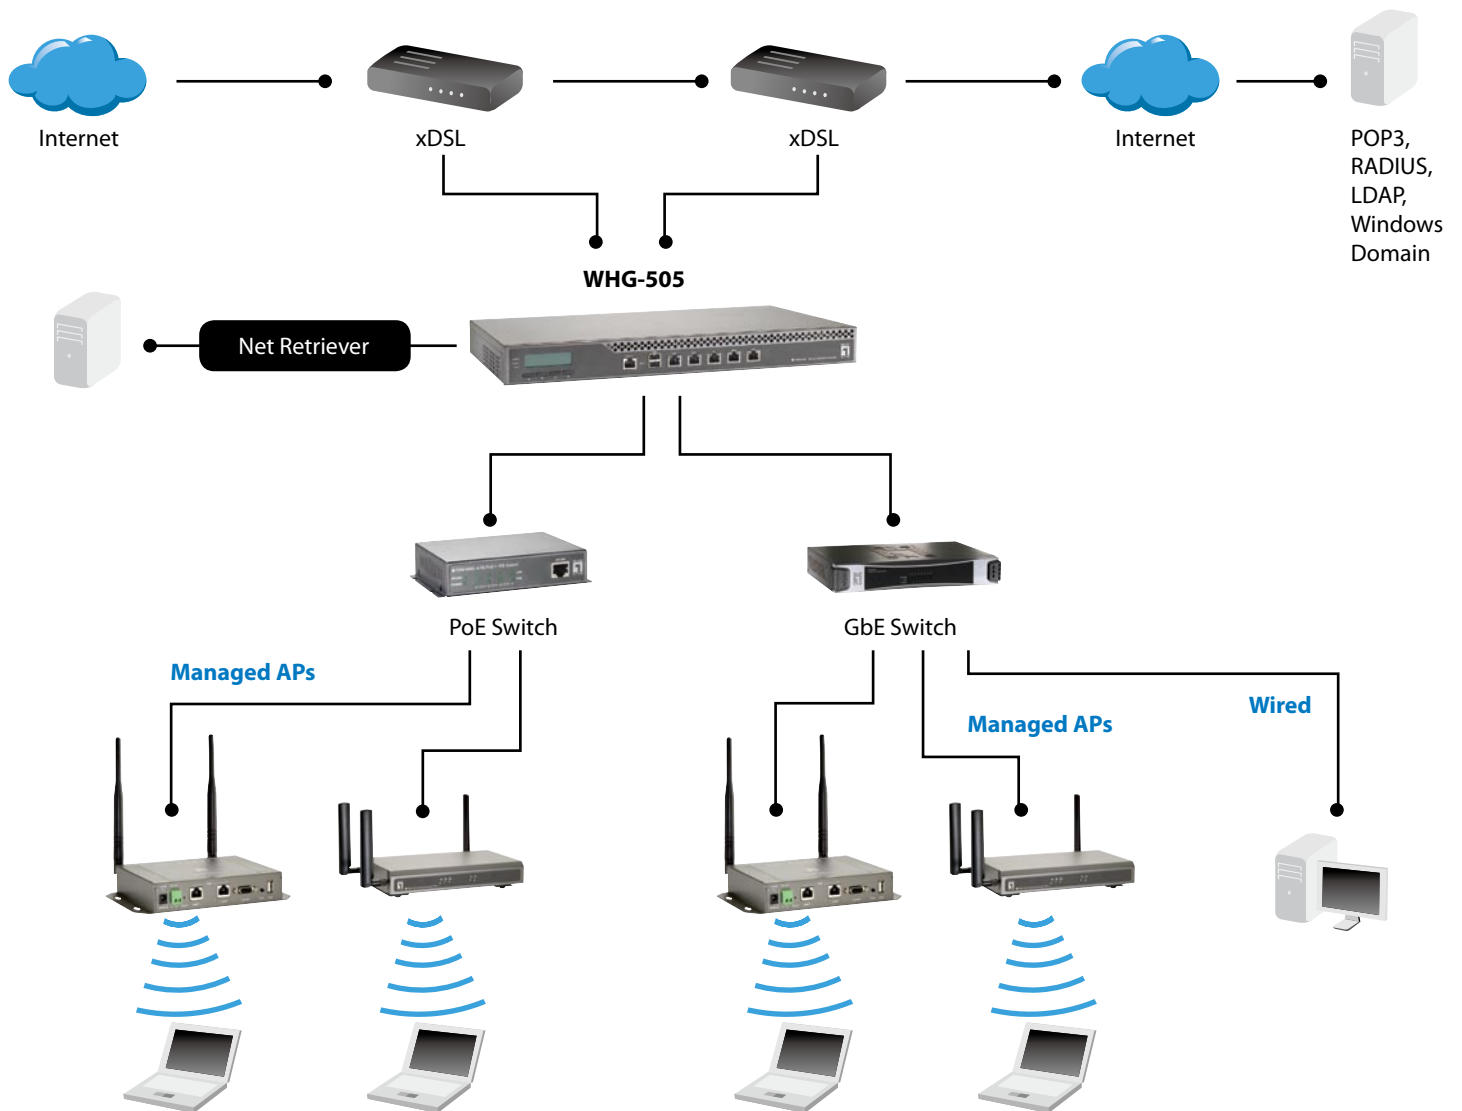 Internet
xDSL
xDSL
Internet
POP3,
RADIUS,
LDAP,
Windows
Domain
WHG-505
Net Retriever
PoE Switch
GbE Switch
Managed APs
Managed APs
Wired